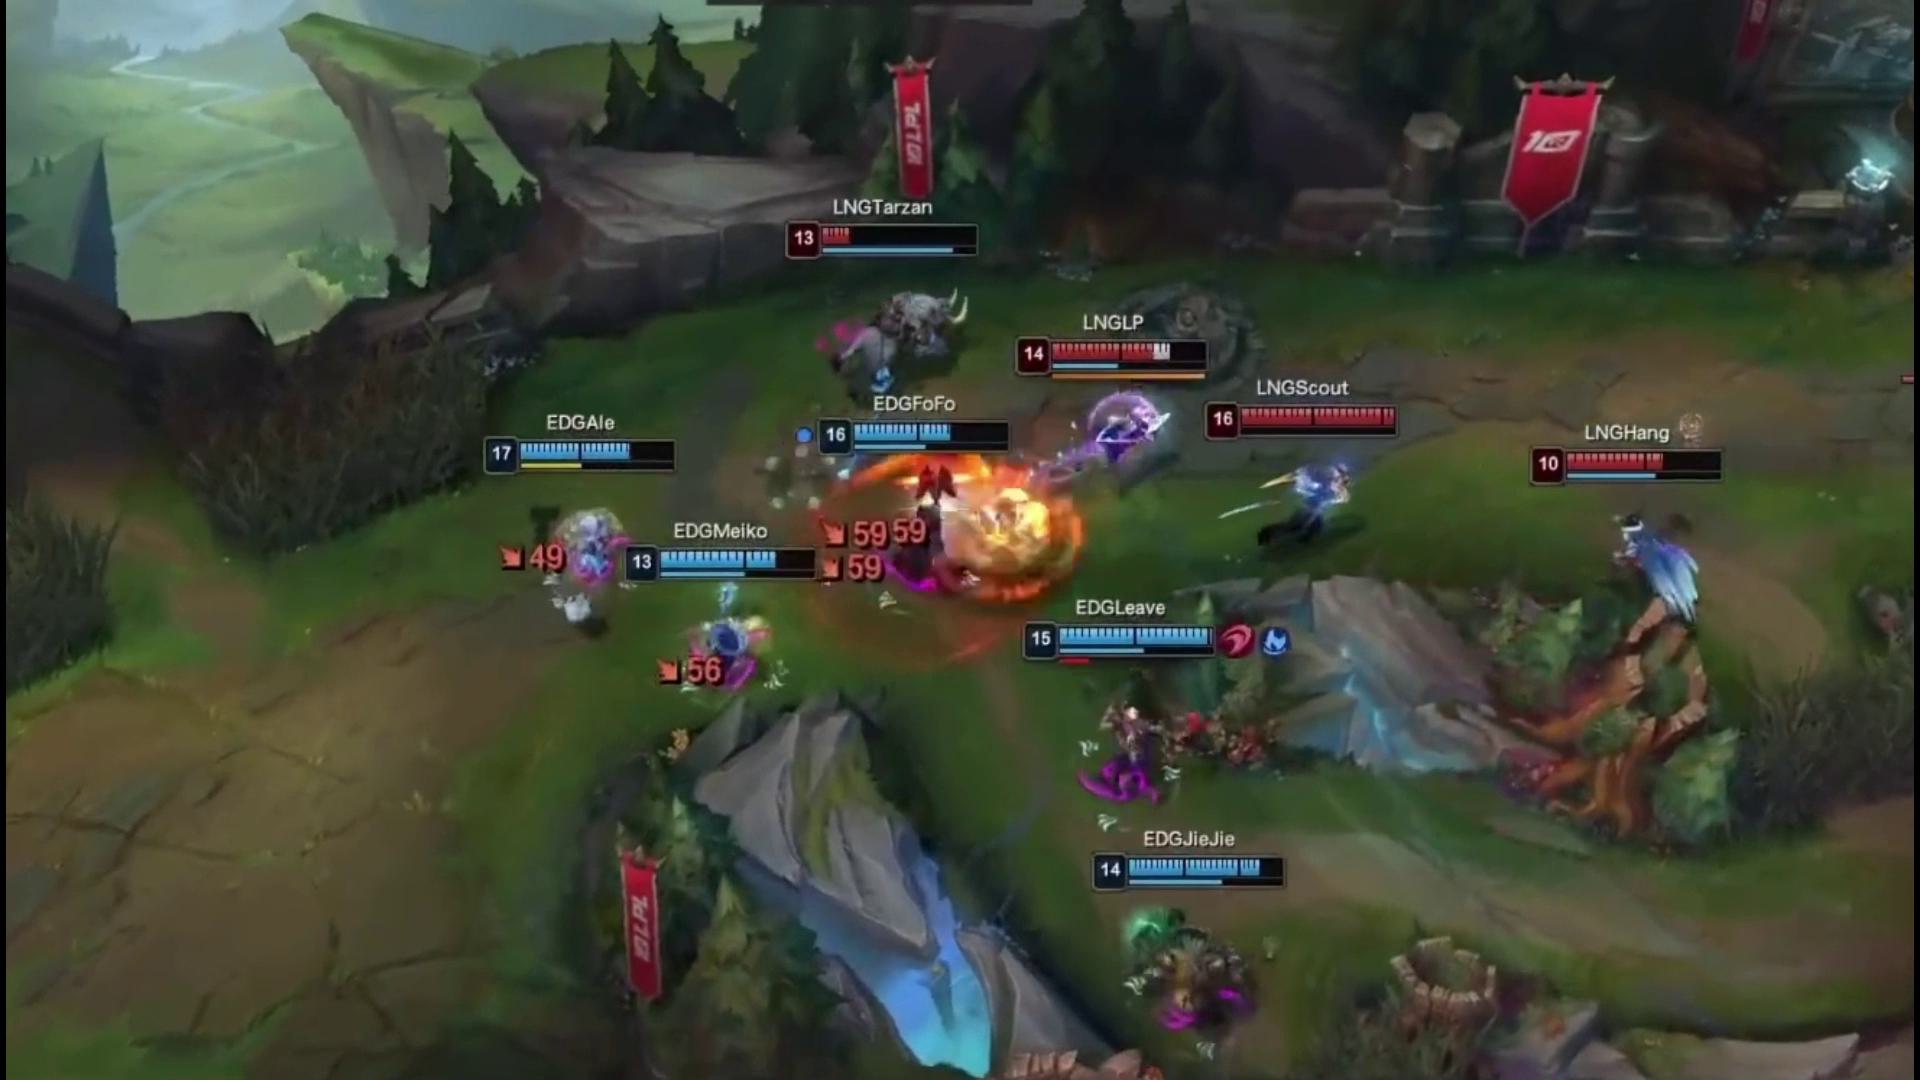 LPL
LNGTarzan
13
LNGLP
14
EDGFoFo
16
LNGScout
16
EDGAle
17
LNGHang
10
EDGMeiko
13
59 59
59
49
EDGLeave
15
56
EDGJieJie
14
LPL